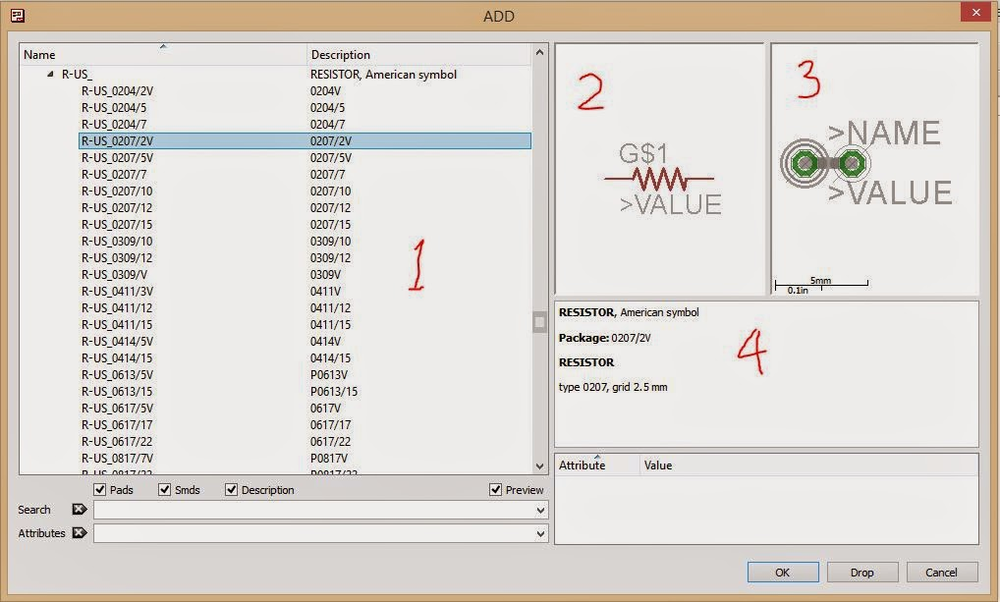 ADD
Name Description
R-US_ RESISTOR, American symbol
R-US_0204/2V 0204V
R-US_0204/5 0204/5
R-US_0204/7 0204/7
R-US_0207/2V 0207/2V
R-US_0207/5V 0207/5V
R-US_0207/7 0207/7
R-US_0207/10 0207/10
R-US_0207/12 0207/12
R-US_0207/15 0207/15
R-US_0309/10 0309/10
R-US_0309/12 0309/12
R-US_0309/V 0309V
R-US_0411/3V 0411V
R-US_0411/12 0411/12
R-US_0411/15 0411/15
R-US_0414/5V 0414V
R-US_0414/15 0414/15
R-US_0613/5V P0613V
R-US_0613/15 P0613/15
R-US_0617/5V 0617V
R-US_0617/17 0617/17
R-US_0617/22 0617/22
R-US_0817/7V P0817V
R-US_0817/22 P0817/22
1
Pads Smds Description Preview
Search
Attributes
2
G$1
>VALUE
3
>NAME
>VALUE
5mm
0.1in
RESISTOR, American symbol
Package: 0207/2V
RESISTOR
type 0207, grid 2.5 mm
4
Attribute Value
OK Drop Cancel